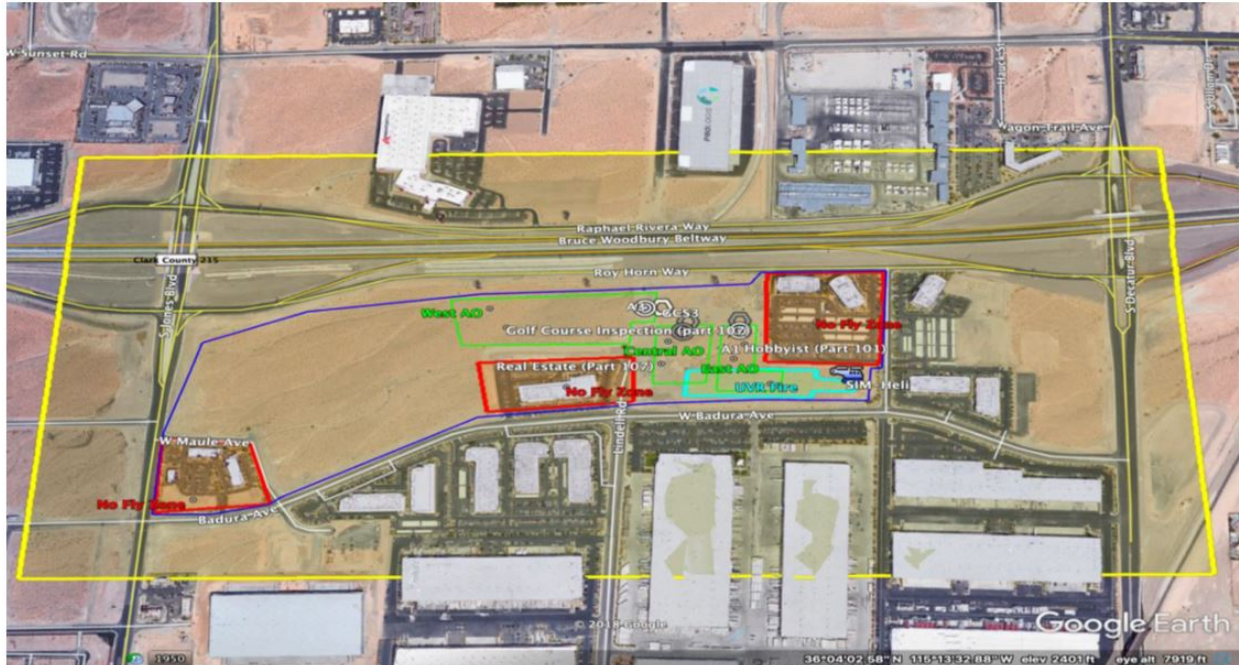 W Sunset Rd
Hauck St
PROLOGIS
Wagon Trail Ave
Raphael Rivera Way
Bruce Woodbury Beltway
Clark County 215
Roy Horn Way
S Jones Blvd
S Decatur Blvd
West AO
GCS3
Golf Course Inspection (part 107)
No Fly Zone
Central AO
A1 Hobbyist (Part 101)
Real Estate (Part 107)
East AO
No Fly Zone
UVR Fire
SIM_Heli
Lindell Rd
W Badura Ave
W Maule Ave
No Fly Zone
Badura Ave
© 2018 Google
Google Earth
1950
36°04'02.58" N 115°13'32.88" W elev 2401 ft eye alt 7919 ft